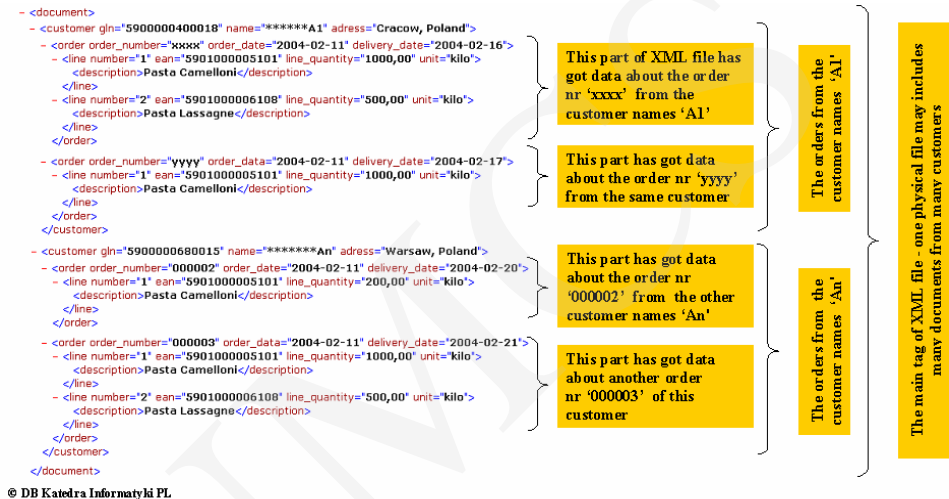 - <document>
- <customer gln="5900000400018" name="******A1" adress="Cracow, Poland">
- <order order_number="xxxx" order_date="2004-02-11" delivery_date="2004-02-16">
- <line number="1" ean="5901000005101" line_quantity="1000,00" unit="kilo">
<description>Pasta Camelloni</description>
</line>
- <line number="2" ean="5901000006108" line_quantity="500,00" unit="kilo">
<description>Pasta Lassagne</description>
</line>
</order>
- <order order_number="yyyy" order_data="2004-02-11" delivery_date="2004-02-17">
- <line number="1" ean="5901000005101" line_quantity="1000,00" unit="kilo">
<description>Pasta Camelloni</description>
</line>
</order>
</customer>
- <customer gln="5900000680015" name="*******An" adress="Warsaw, Poland">
- <order order_number="000002" order_date="2004-02-11" delivery_date="2004-02-20">
- <line number="1" ean="5901000005101" line_quantity="200,00" unit="kilo">
<description>Pasta Camelloni</description>
</line>
</order>
- <order order_number="000003" order_date="2004-02-11" delivery_date="2004-02-21">
- <line number="1" ean="5901000005101" line_quantity="1000,00" unit="kilo">
<description>Pasta Camelloni</description>
</line>
- <line number="2" ean="5901000006108" line_quantity="500,00" unit="kilo">
<description>Pasta Lassagne</description>
</line>
</order>
</customer>
</document>
This part of XML file has
got data about the order
nr ‘xxxx’ from the
customer names ‘A1’
This part has got data
about the order nr ‘yyyy’
from the same customer
This part has got data
about the order nr
‘000002’ from the other
customer names ‘An'
This part has got data
about another order
nr ‘000003’ of this
customer
The orders from the
customer names ‘A1’
The orders from the
customer names ‘An'
The main tag of XML file - one physical file may includes
many documents from many customers
© DB Katedra Informatyki PL
UMCS